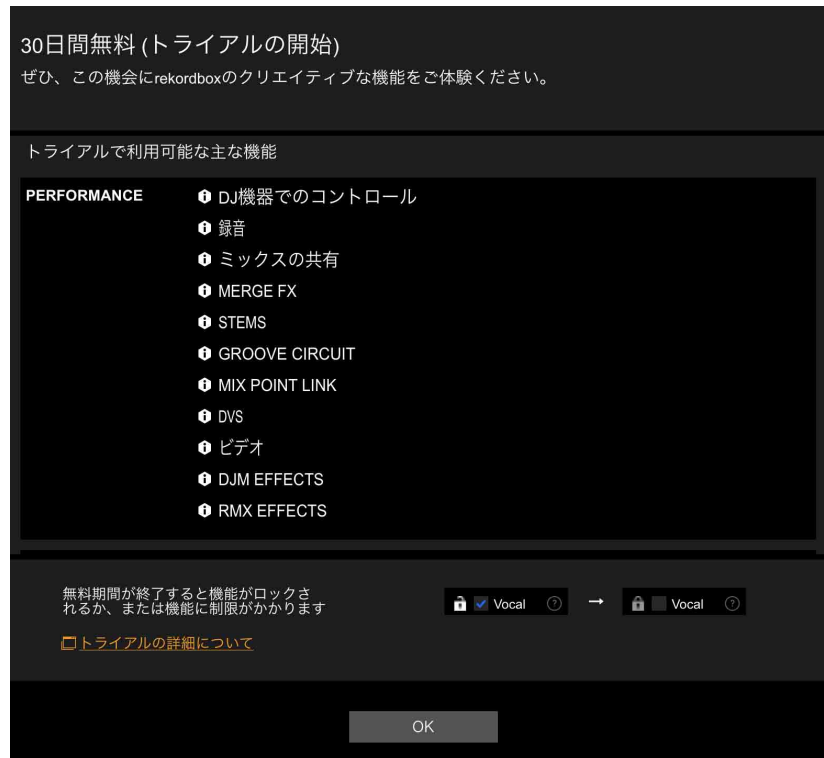 30日間無料 (トライアルの開始)
ぜひ、この機会にrekordboxのクリエイティブな機能をご体験ください。
トライアルで利用可能な主な機能
PERFORMANCE
DJ機器でのコントロール
録音
ミックスの共有
MERGE FX
STEMS
GROOVE CIRCUIT
MIX POINT LINK
DVS
ビデオ
DJM EFFECTS
RMX EFFECTS
無料期間が終了すると機能がロックさ
れるか、または機能に制限がかかります
Vocal ? → Vocal ?
トライアルの詳細について
OK